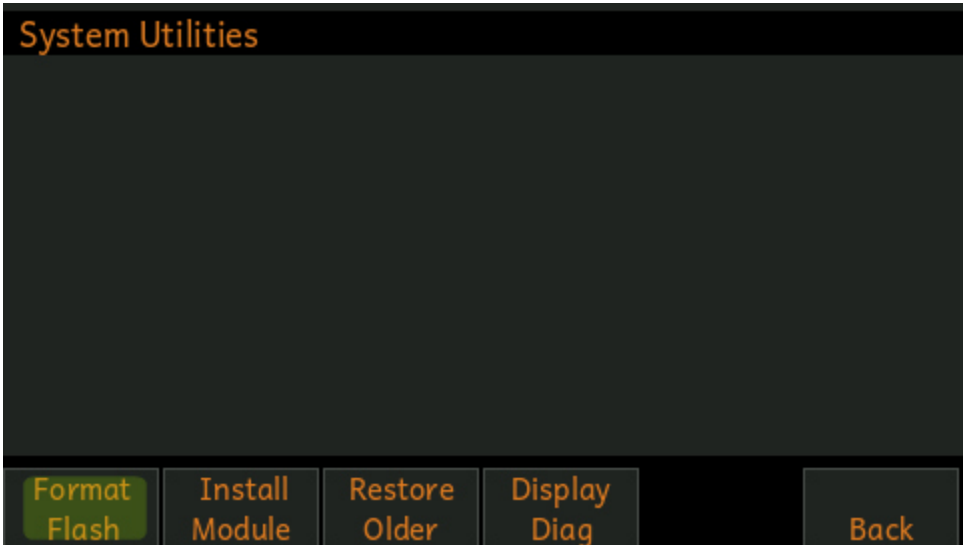 System Utilities
Format
Flash
Install
Module
Restore
Older
Display
Diag
Back